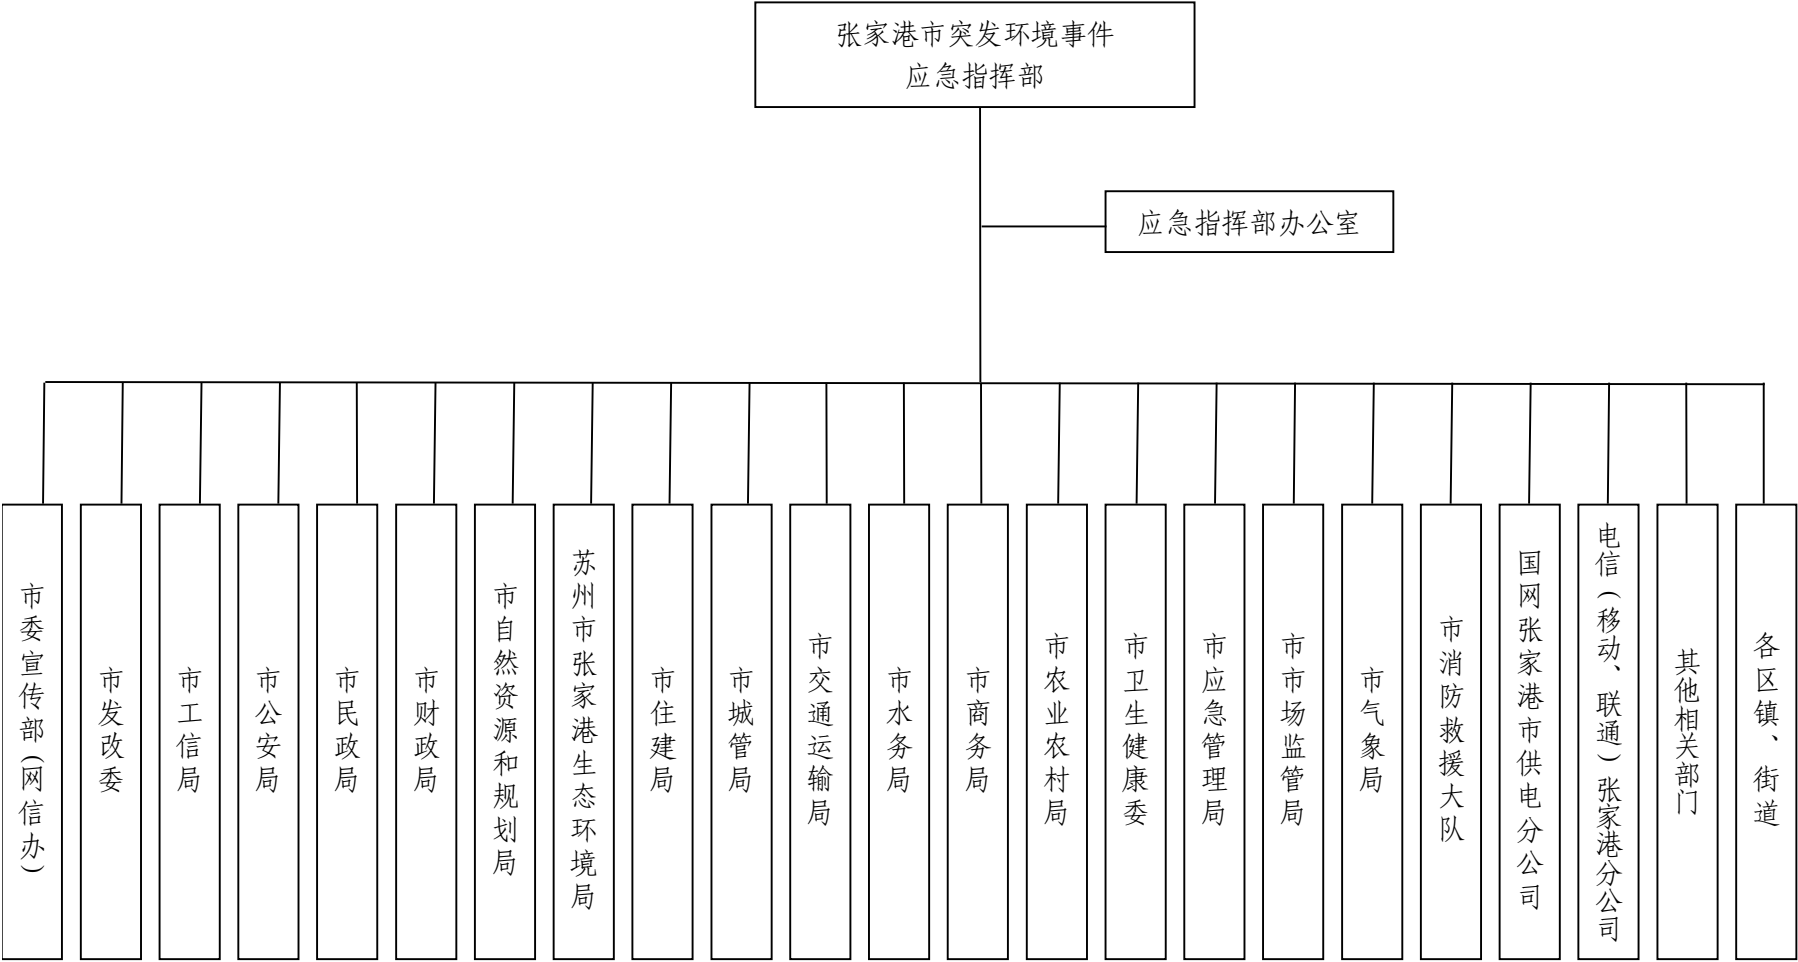 张家港市突发环境事件
应急指挥部
应急指挥部办公室
市委宣传部(网信办)
市发改委
市工信局
市公安局
市民政局
市财政局
市自然资源和规划局
苏州市张家港生态环境局
市住建局
市城管局
市交通运输局
市水务局
市商务局
市农业农村局
市卫生健康委
市应急管理局
市市场监管局
市气象局
市消防救援大队
国网张家港市供电分公司
电信(移动、联通)张家港分公司
其他相关部门
各区镇、街道